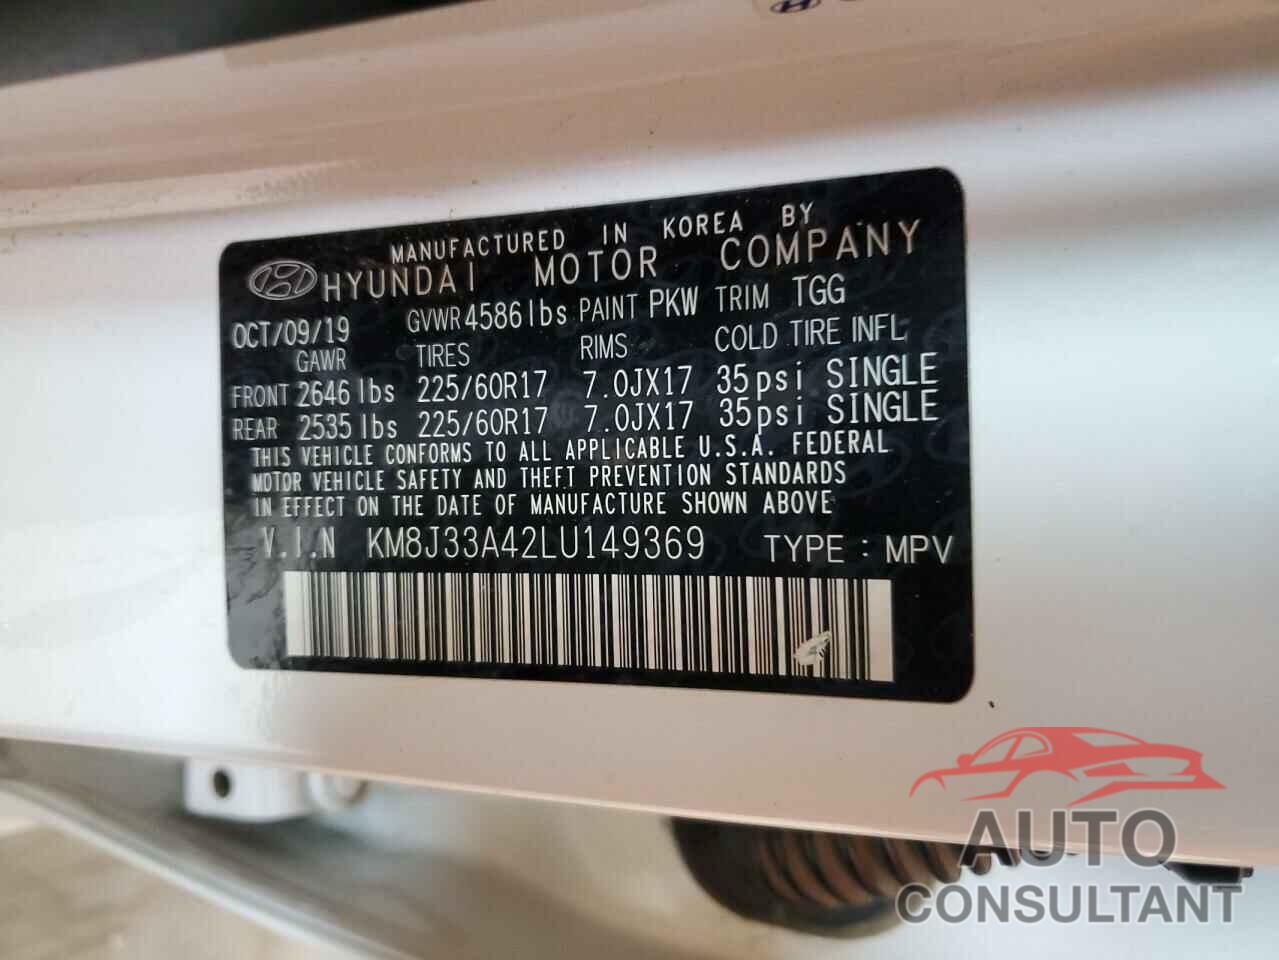 MANUFACTURED IN KOREA BY
HYUNDAI MOTOR COMPANY
OCT/09/19 GVWR 4586 lbs PAINT PKW TRIM TGG
GAWR TIRES RIMS COLD TIRE INFL.
FRONT 2646 lbs 225/60R17 7.0JX17 35psi SINGLE
REAR 2535 lbs 225/60R17 7.0JX17 35psi SINGLE
THIS VEHICLE CONFORMS TO ALL APPLICABLE U.S.A. FEDERAL
MOTOR VEHICLE SAFETY AND THEFT PREVENTION STANDARDS
IN EFFECT ON THE DATE OF MANUFACTURE SHOWN ABOVE
V.I.N KM8J33A42LU149369 TYPE : MPV
AUTO
CONSULTANT